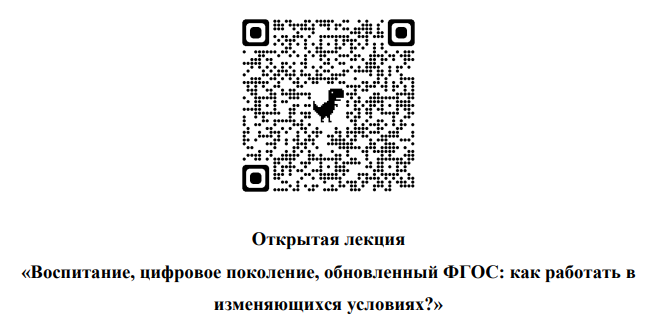 Открытая лекция
«Воспитание, цифровое поколение, обновленный ФГОС: как работать в
изменяющихся условиях?»